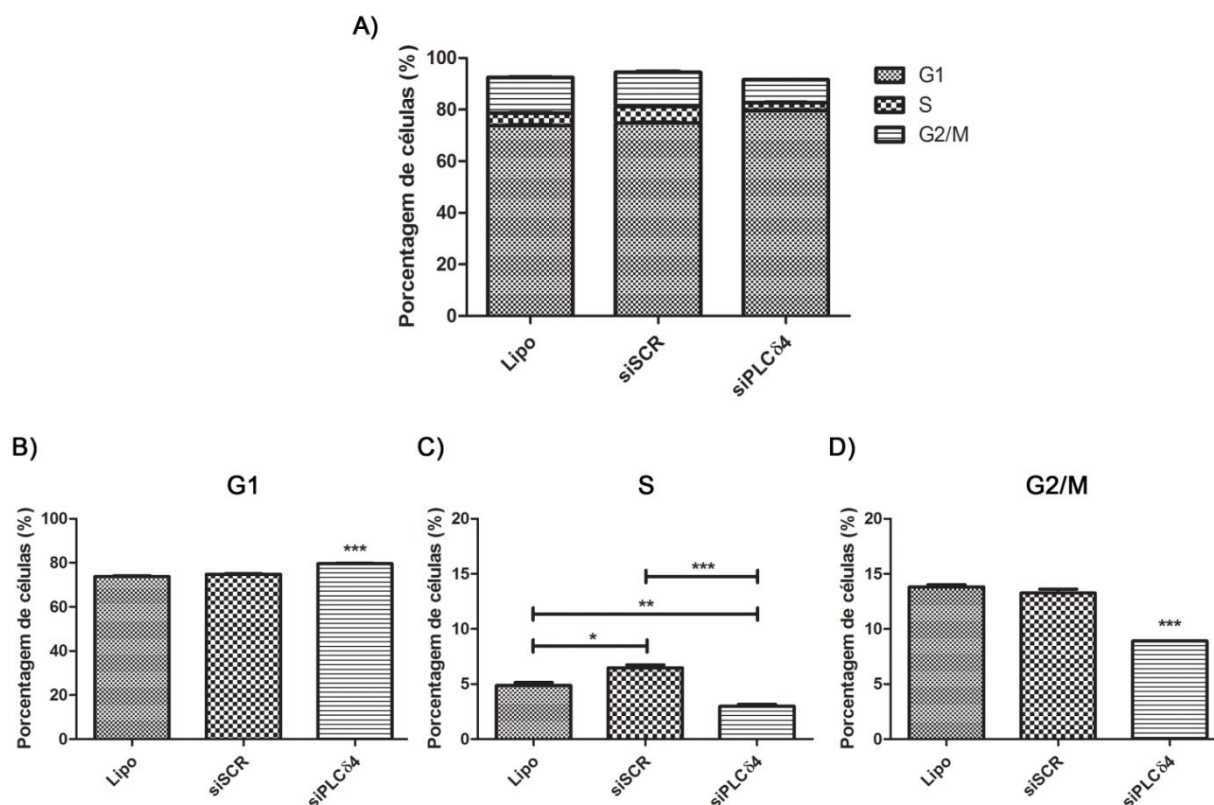 A)
Porcentagem de células (%)
100
80
60
40
20
0
Lipo
siSCR
siPLCδ4
G1
S
G2/M
B)
G1
Porcentagem de células (%)
100
80
60
40
20
0
***
Lipo
siSCR
siPLCδ4
C)
S
Porcentagem de células (%)
20
15
10
5
0
***
**
*
Lipo
siSCR
siPLCδ4
D)
G2/M
Porcentagem de células (%)
20
15
10
5
0
***
Lipo
siSCR
siPLCδ4